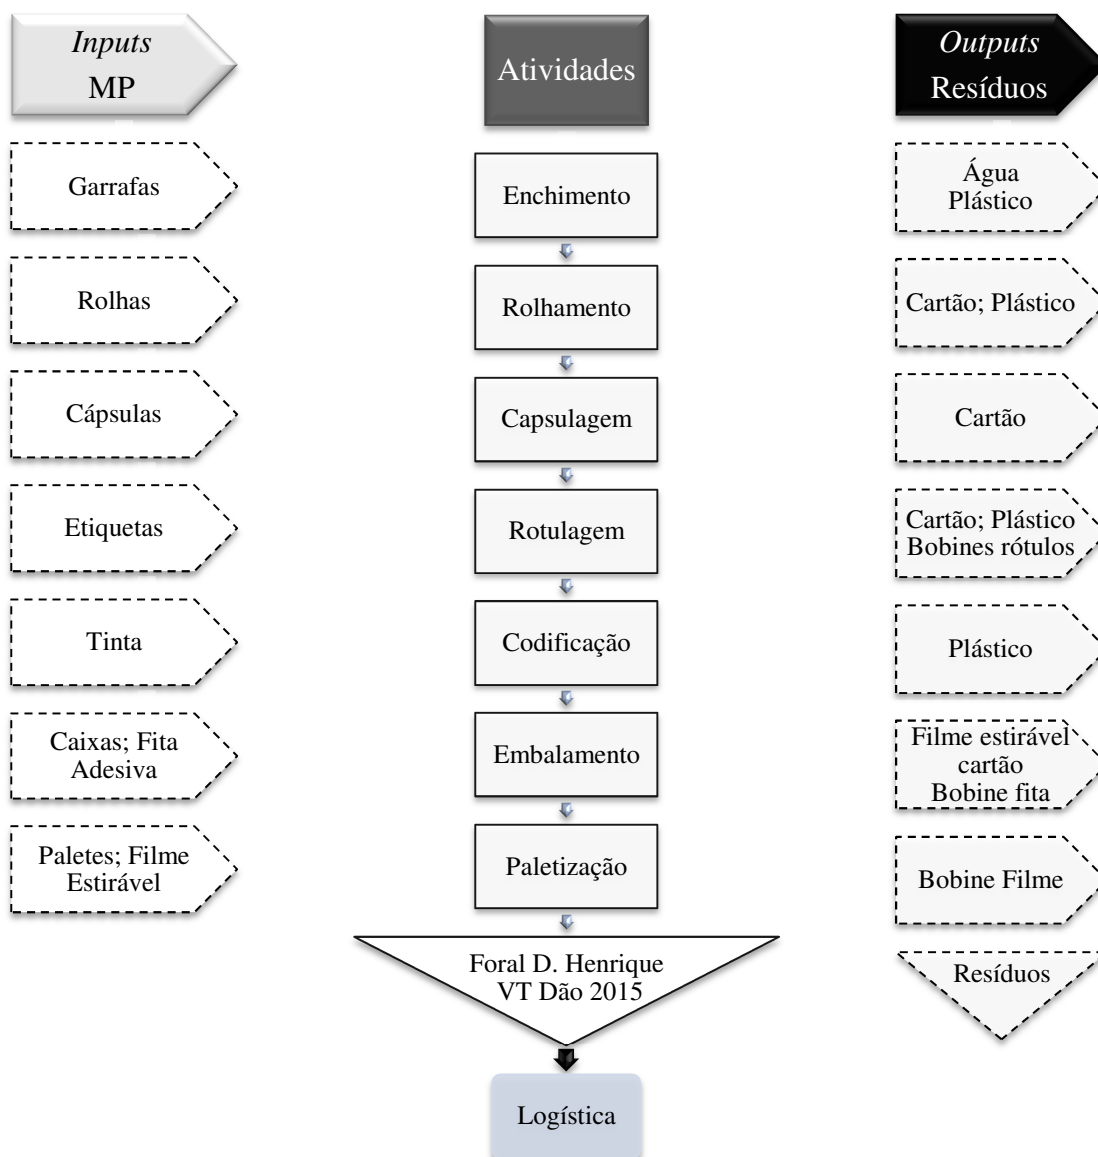 Inputs
MP
Atividades
Outputs
Resíduos
Garrafas
Enchimento
Água
Plástico
Rolhas
Rolhamento
Cartão; Plástico
Cápsulas
Capsulagem
Cartão
Etiquetas
Rotulagem
Cartão; Plástico
Bobines rótulos
Tinta
Codificação
Plástico
Caixas; Fita
Adesiva
Embalamento
Filme estirável
cartão
Bobine fita
Paletes; Filme
Estirável
Paletização
Bobine Filme
Foral D. Henrique
VT Dão 2015
Resíduos
Logística